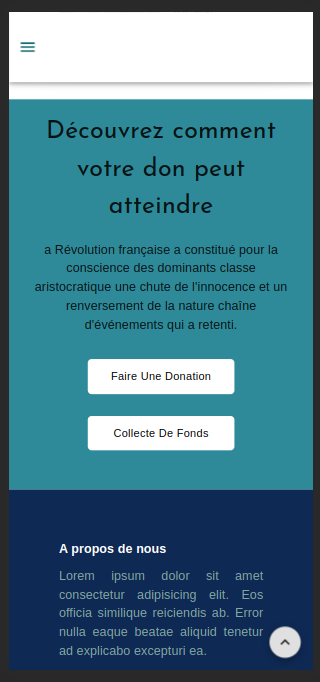 Découvrez comment
votre don peut
atteindre
a Révolution française a constitué pour la
conscience des dominants classe
aristocratique une chute de l'innocence et un
renversement de la nature chaîne
d'événements qui a retenti.
Faire Une Donation
Collecte De Fonds
A propos de nous
Lorem ipsum dolor sit amet
consectetur adipisicing elit. Eos
officia similique reiciendis ab. Error
nulla eaque beatae aliquid tenetur
ad explicabo excepturi ea.